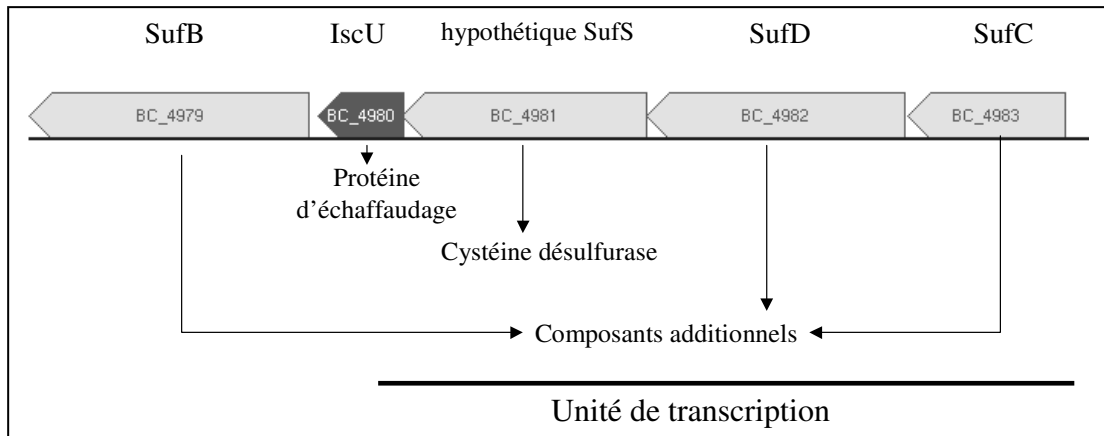 SufB IscU hypothétique SufS SufD SufC
BC_4979 BC_4980 BC_4981 BC_4982 BC_4983
Protéine
d'échaffaudage
Cystéine désulfurase
Composants additionnels
Unité de transcription